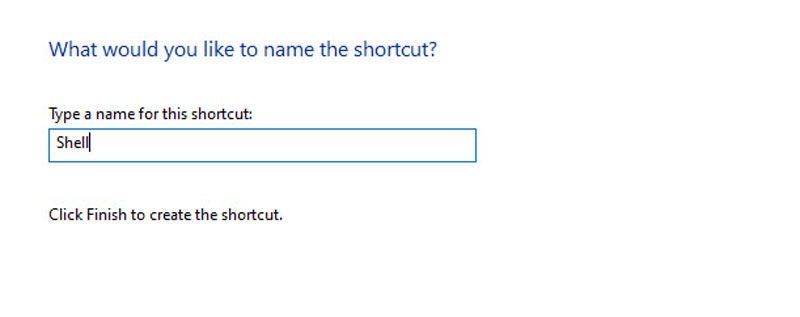 What would you like to name the shortcut?
Type a name for this shortcut:
Shell
Click Finish to create the shortcut.